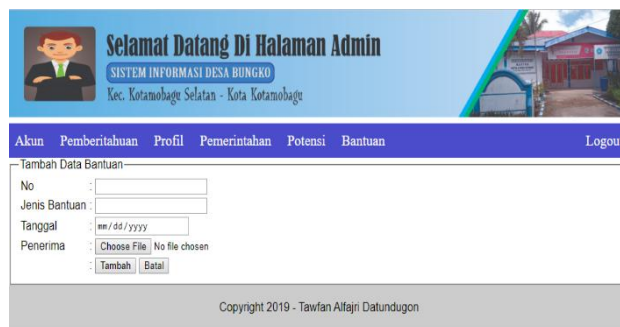 Selamat Datang Di Halaman Admin
SISTEM INFORMASI DESA BUNGKO
Kec. Kotamobagu Selatan - Kota Kotamobagu
Akun Pemberitahuan Profil Pemerintahan Potensi Bantuan Logou
Tambah Data Bantuan
No :
Jenis Bantuan :
Tanggal : mm/dd/yyyy
Penerima : Choose File No file chosen
: Tambah Batal
Copyright 2019 - Tawfan Alfajri Datundugon